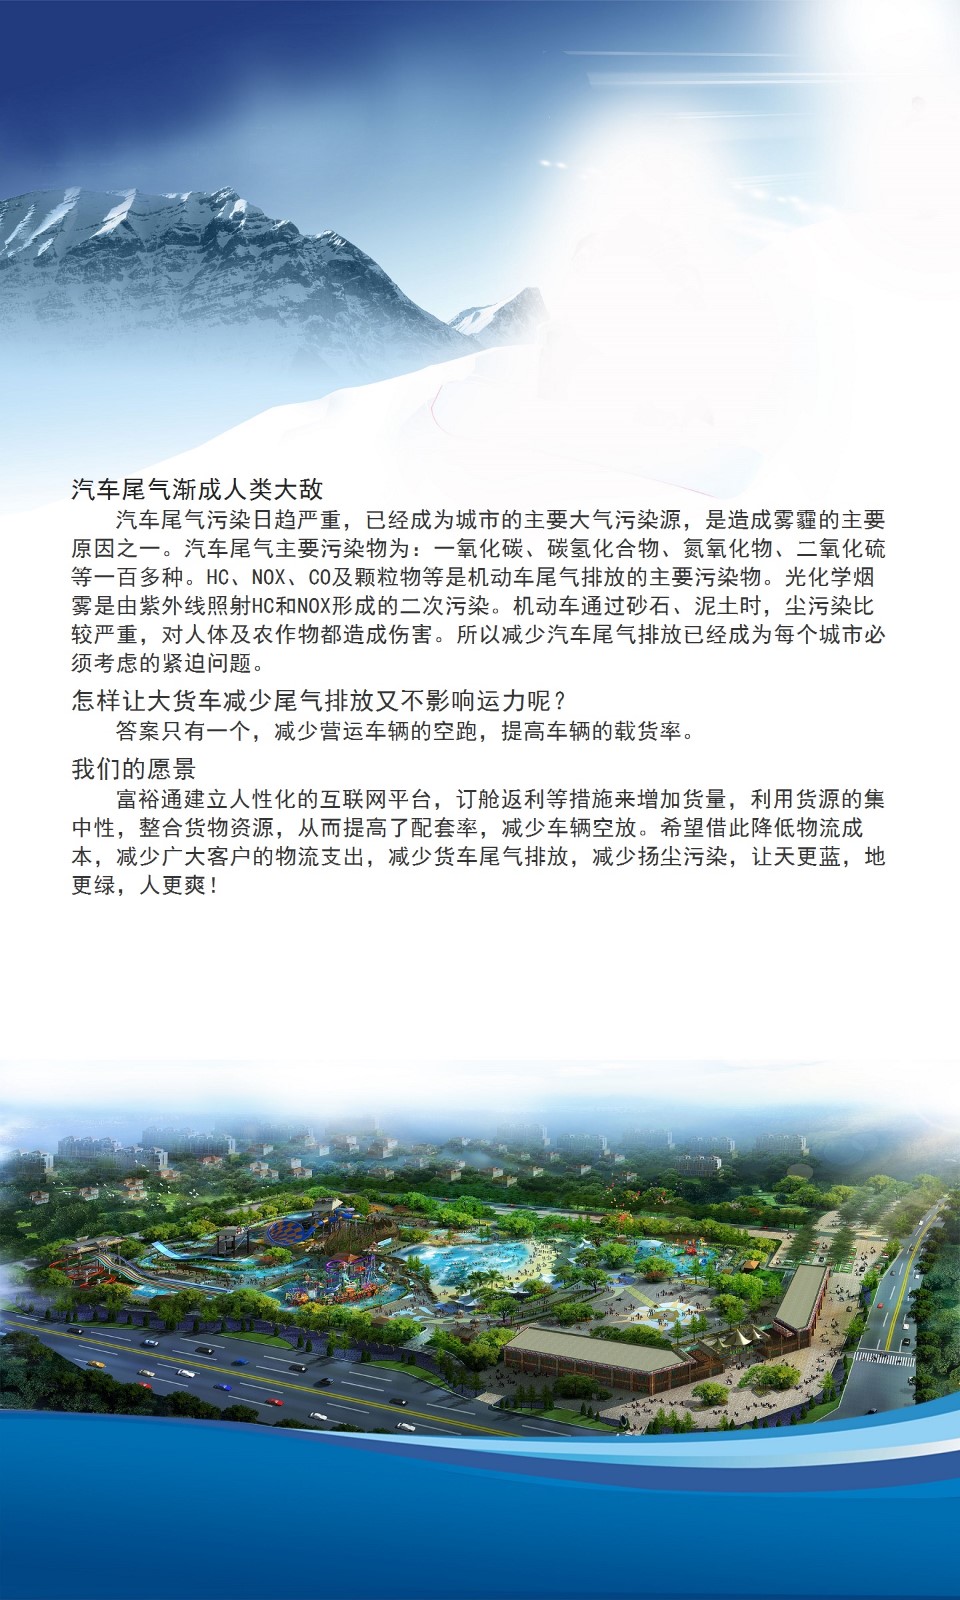 汽车尾气渐成人类大敌
汽车尾气污染日趋严重，已经成为城市的主要大气污染源，是造成雾霾的主要
原因之一。汽车尾气主要污染物为：一氧化碳、碳氢化合物、氮氧化物、二氧化硫
等一百多种。HC、NOX、CO及颗粒物等是机动车尾气排放的主要污染物。光化学烟
雾是由紫外线照射HC和NOX形成的二次污染。机动车通过砂石、泥土时，尘污染比
较严重，对人体及农作物都造成伤害。所以减少汽车尾气排放已经成为每个城市必
须考虑的紧迫问题。
怎样让大货车减少尾气排放又不影响运力呢？
答案只有一个，减少营运车辆的空跑，提高车辆的载货率。
我们的愿景
富裕通建立人性化的互联网平台，订舱返利等措施来增加货量，利用货源的集
中性，整合货物资源，从而提高了配套率，减少车辆空放。希望借此降低物流成
本，减少广大客户的物流支出，减少货车尾气排放，减少扬尘污染，让天更蓝，地
更绿，人更爽！